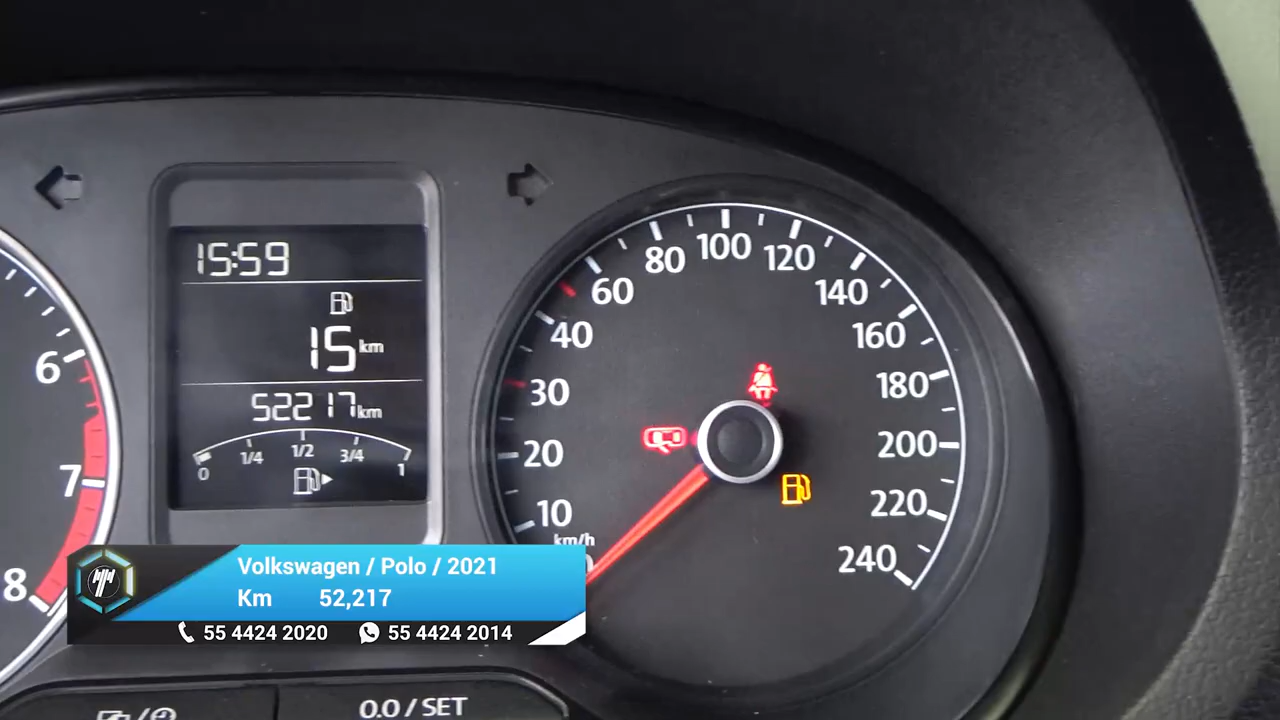 15:59
15 km
52217 km
0 1/4 1/2 3/4 1
6
7
8
10
20
30
40
60
80
100
120
140
160
180
200
220
240
km/h
Volkswagen / Polo / 2021
Km 52,217
55 4424 2020 55 4424 2014
0.0 / SET